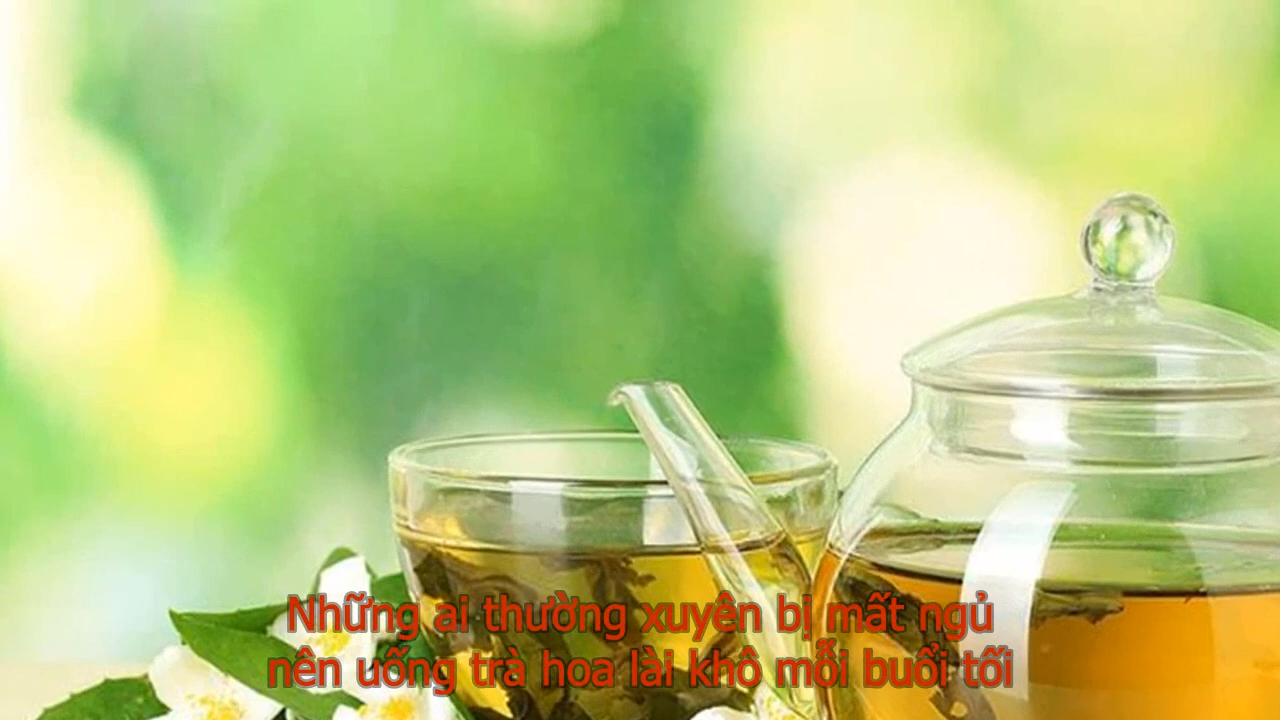 Những ai thường xuyên bị mất ngủ
nên uống trà hoa lài khô mỗi buổi tối